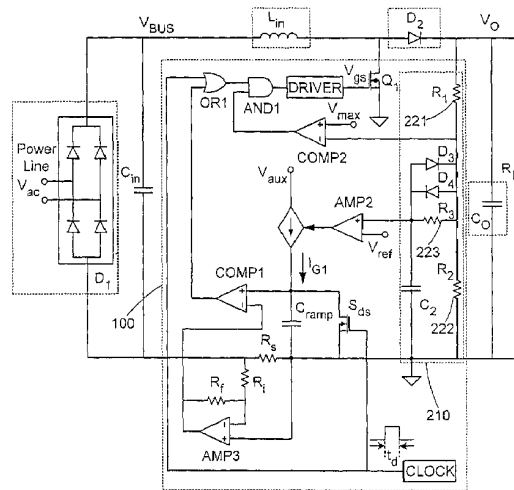 V_BUS
L_in
D_2
V_O
V_gs
Q_1
OR1
AND1
DRIVER
R_1
221
V_max
COMP2
Power
Line
V_ac
C_in
D_3
D_4
V_aux
AMP2
R_3
C_O
V_ref
223
I_G1
D_1
COMP1
C_2
R_2
222
S_ds
C_ramp
100
R_s
R_f
R_i
210
AMP3
t_d
CLOCK